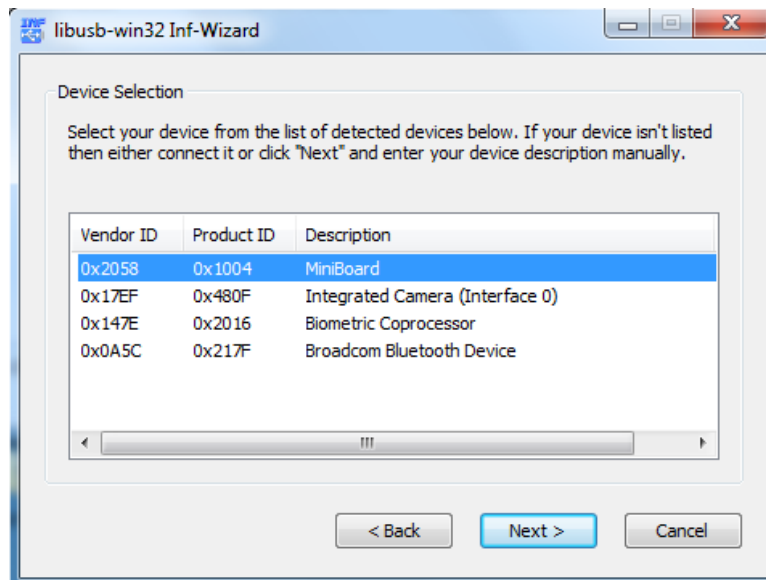 libusb-win32 Inf-Wizard
Device Selection
Select your device from the list of detected devices below. If your device isn't listed
then either connect it or click "Next" and enter your device description manually.
Vendor ID Product ID Description
0x2058 0x1004 MiniBoard
0x17EF 0x480F Integrated Camera (Interface 0)
0x147E 0x2016 Biometric Coprocessor
0x0A5C 0x217F Broadcom Bluetooth Device
< Back Next > Cancel